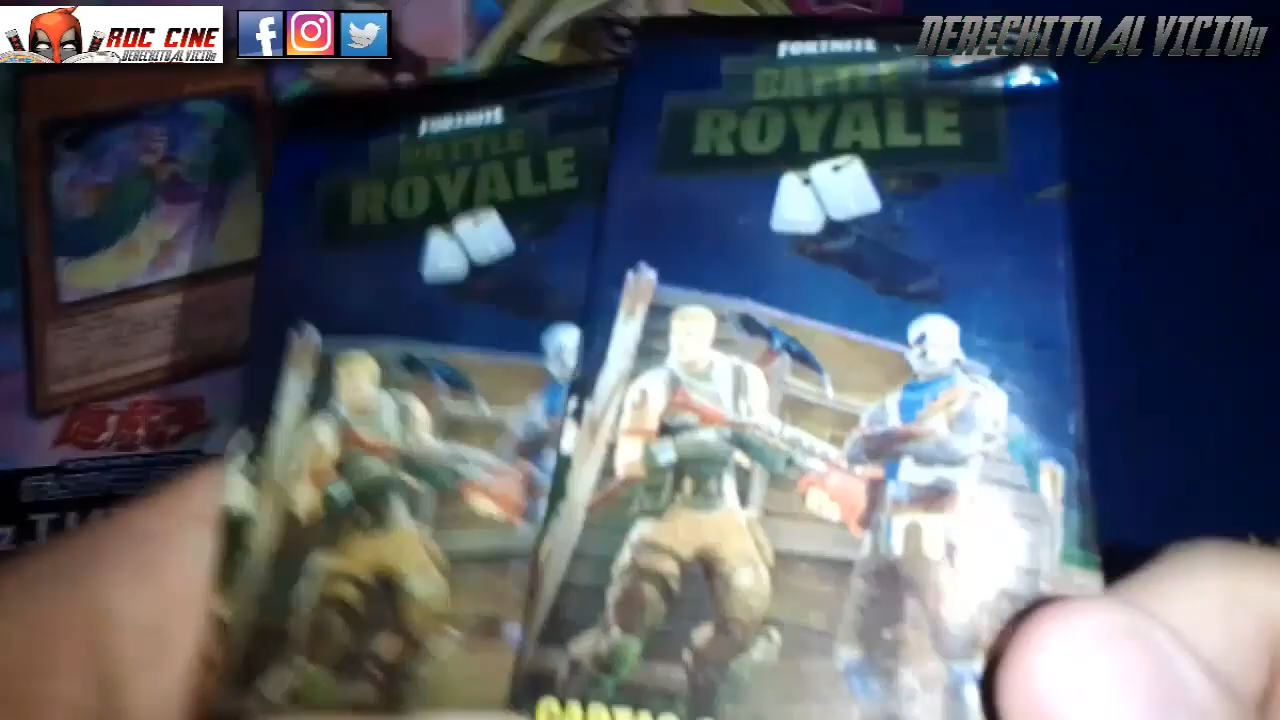 ROC CINE
DERECHITO AL VICIO!!
DERECHITO AL VICIO!!
FORTNITE
BATTLE
ROYALE
FORTNITE
BATTLE
ROYALE